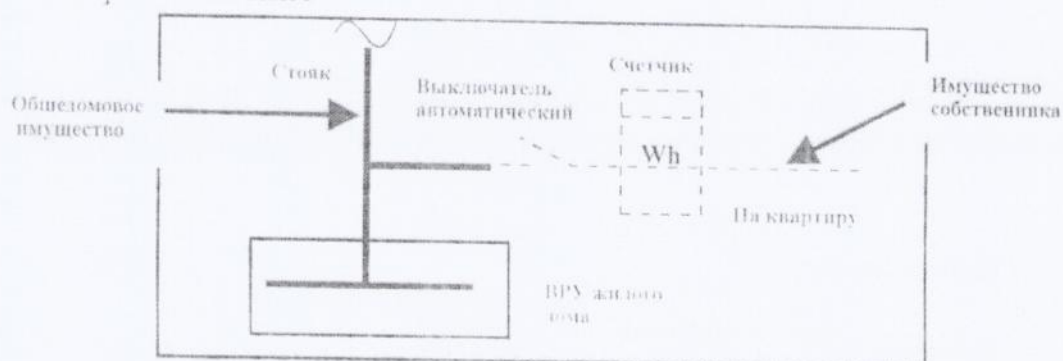 Стояк
Счетчик
Выключатель
автоматический
Общедомовое
имущество
Имущество
собственника
Wh
На квартиру
ВРУ жилого
дома